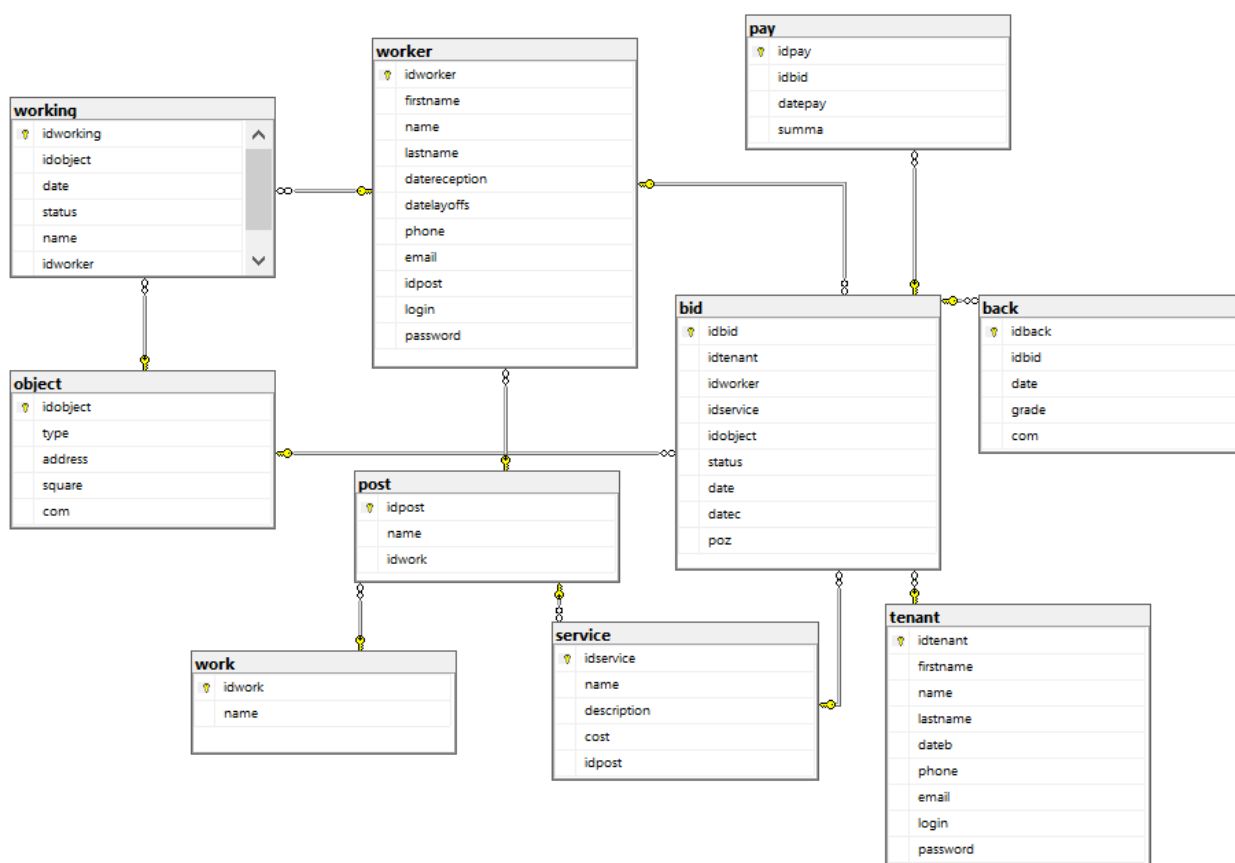 working
idworking
idobject
date
status
name
idworker
worker
idworker
firstname
name
lastname
datereception
datelayoffs
phone
email
idpost
login
password
pay
idpay
idbid
datepay
summa
object
idobject
type
address
square
com
bid
idbid
idtenant
idworker
idservice
idobject
status
date
datec
poz
back
idback
idbid
date
grade
com
post
idpost
name
idwork
work
idwork
name
service
idservice
name
description
cost
idpost
tenant
idtenant
firstname
name
lastname
dateb
phone
email
login
password